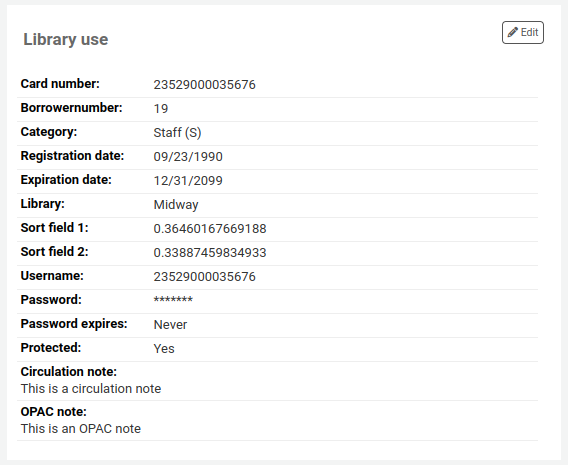 Library use
Edit
Card number: 23529000035676
Borrowernumber: 19
Category: Staff (S)
Registration date: 09/23/1990
Expiration date: 12/31/2099
Library: Midway
Sort field 1: 0.36460167669188
Sort field 2: 0.33887459834933
Username: 23529000035676
Password: *******
Password expires: Never
Protected: Yes
Circulation note:
This is a circulation note
OPAC note:
This is an OPAC note